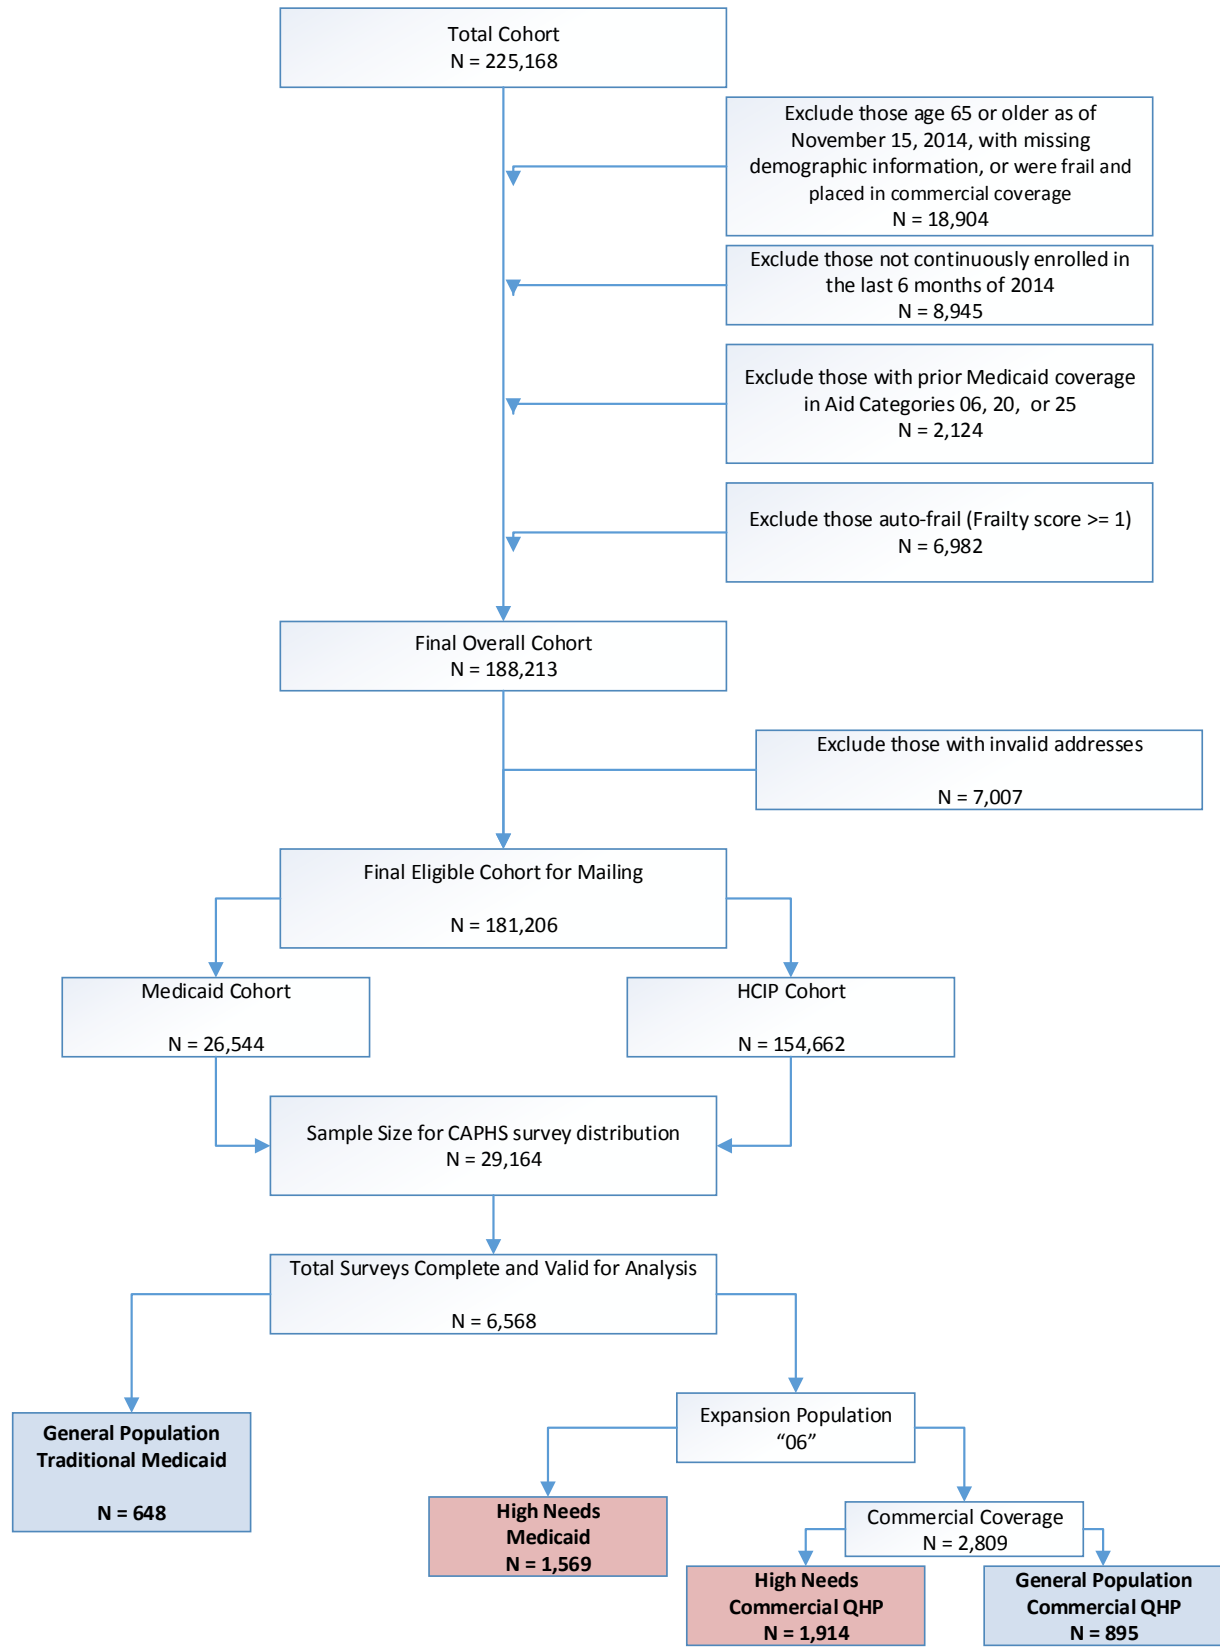 Total Cohort
N = 225,168
Exclude those age 65 or older as of
November 15, 2014, with missing
demographic information, or were frail and
placed in commercial coverage
N = 18,904
Exclude those not continuously enrolled in
the last 6 months of 2014
N = 8,945
Exclude those with prior Medicaid coverage
in Aid Categories 06, 20, or 25
N = 2,124
Exclude those auto-frail (Frailty score >= 1)
N = 6,982
Final Overall Cohort
N = 188,213
Exclude those with invalid addresses
N = 7,007
Final Eligible Cohort for Mailing
N = 181,206
Medicaid Cohort
N = 26,544
HCIP Cohort
N = 154,662
Sample Size for CAPHS survey distribution
N = 29,164
Total Surveys Complete and Valid for Analysis
N = 6,568
General Population
Traditional Medicaid
N = 648
Expansion Population
“06”
High Needs
Medicaid
N = 1,569
Commercial Coverage
N = 2,809
High Needs
Commercial QHP
N = 1,914
General Population
Commercial QHP
N = 895